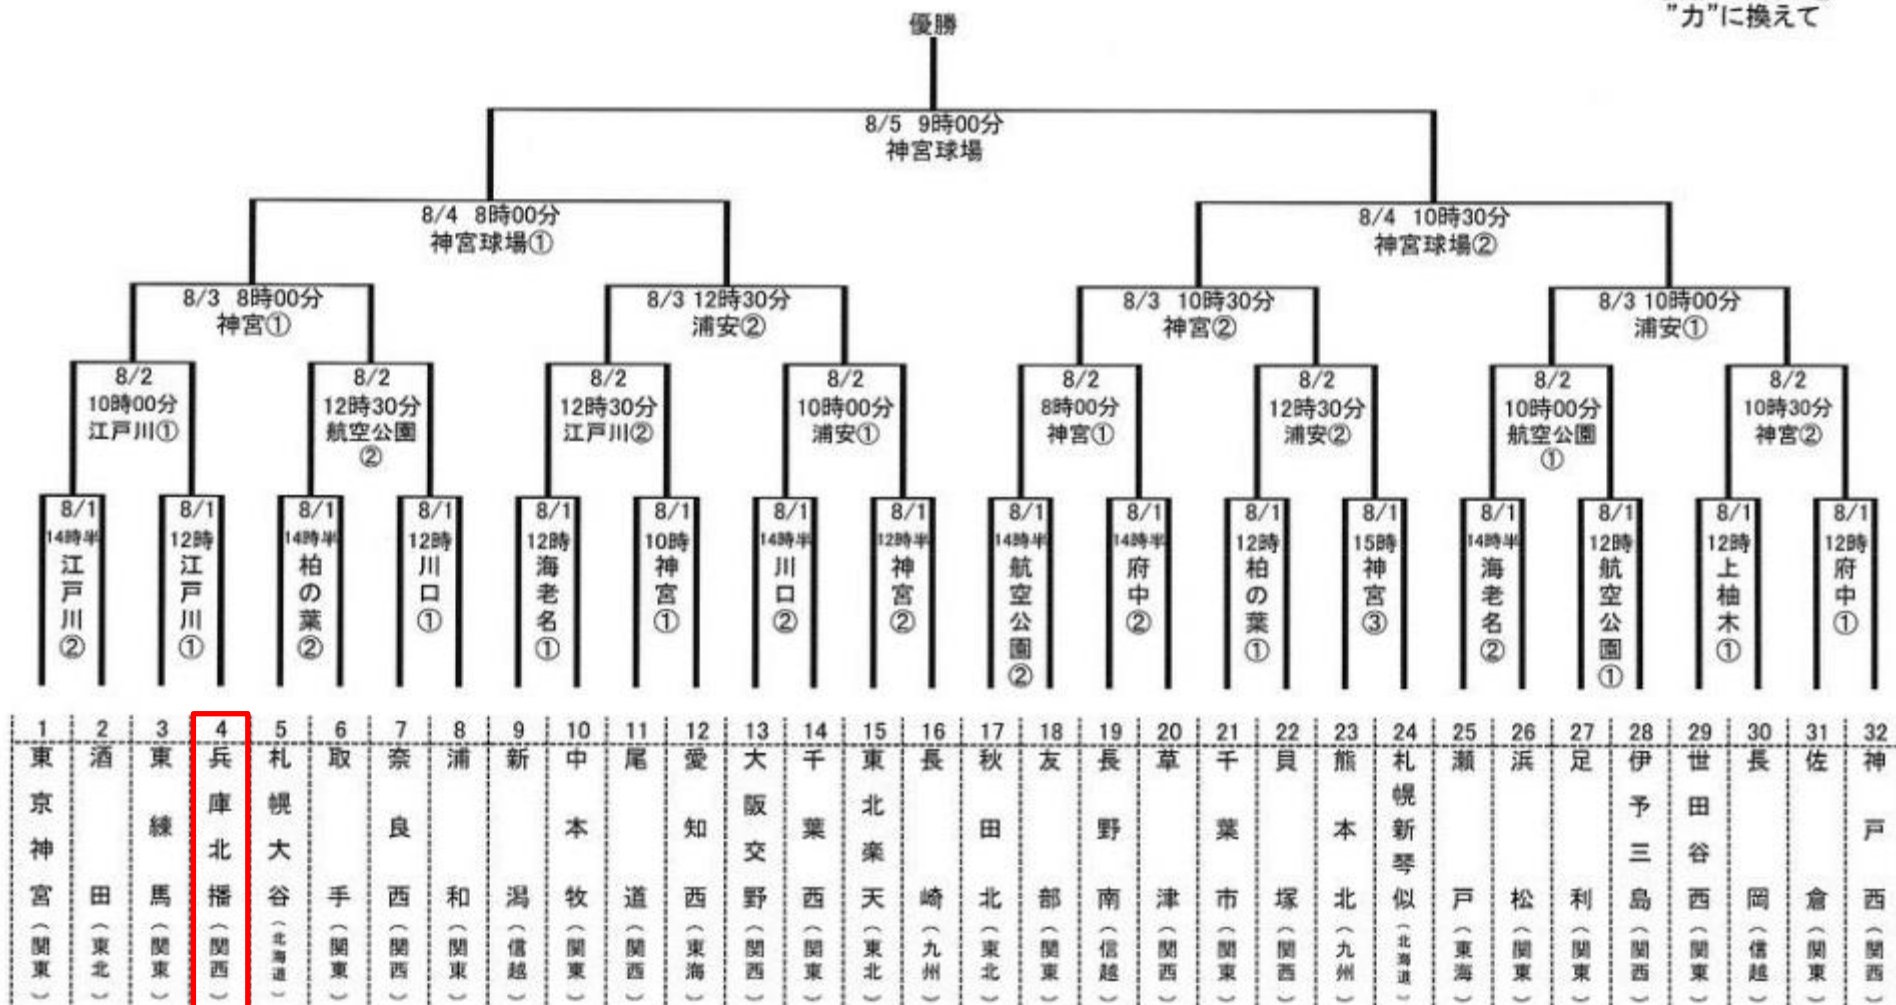 ”力”に換えて
優勝
8/5 9時00分
神宮球場
8/4 8時00分
神宮球場①
8/4 10時30分
神宮球場②
8/3 8時00分
神宮①
8/3 12時30分
浦安②
8/3 10時30分
神宮②
8/3 10時00分
浦安①
8/2
10時00分
江戸川①
8/2
12時30分
航空公園
②
8/2
12時30分
江戸川②
8/2
10時00分
浦安①
8/2
8時00分
神宮①
8/2
12時30分
浦安②
8/2
10時00分
航空公園
①
8/2
10時30分
神宮②
8/1
14時半
江戸川②
8/1
12時
江戸川①
8/1
14時半
柏の葉②
8/1
12時
川口①
8/1
12時
海老名①
8/1
10時
神宮①
8/1
14時半
川口②
8/1
12時半
神宮②
8/1
14時半
航空公園②
8/1
14時半
府中②
8/1
12時
柏の葉①
8/1
15時
神宮③
8/1
14時半
海老名②
8/1
12時
航空公園①
8/1
12時
上柚木①
8/1
12時
府中①
1
東京神宮(関東)
2
酒田(東北)
3
東練馬(関東)
4
兵庫北播(関西)
5
札幌大谷(北海道)
6
取手(関東)
7
奈良西(関西)
8
浦和(関東)
9
新潟(信越)
10
中本牧(関東)
11
尾道(関西)
12
愛知西(東海)
13
大阪交野(関西)
14
千葉西(関東)
15
東北楽天(東北)
16
長崎(九州)
17
秋田北(東北)
18
友部(関東)
19
長野南(信越)
20
草津(関西)
21
千葉市(関東)
22
貝塚(関西)
23
熊本北(九州)
24
札幌新琴似(北海道)
25
瀬戸(東海)
26
浜松(関東)
27
足利(関東)
28
伊予三島(関西)
29
世田谷西(関東)
30
長岡(信越)
31
佐倉(関東)
32
神戸西(関西)